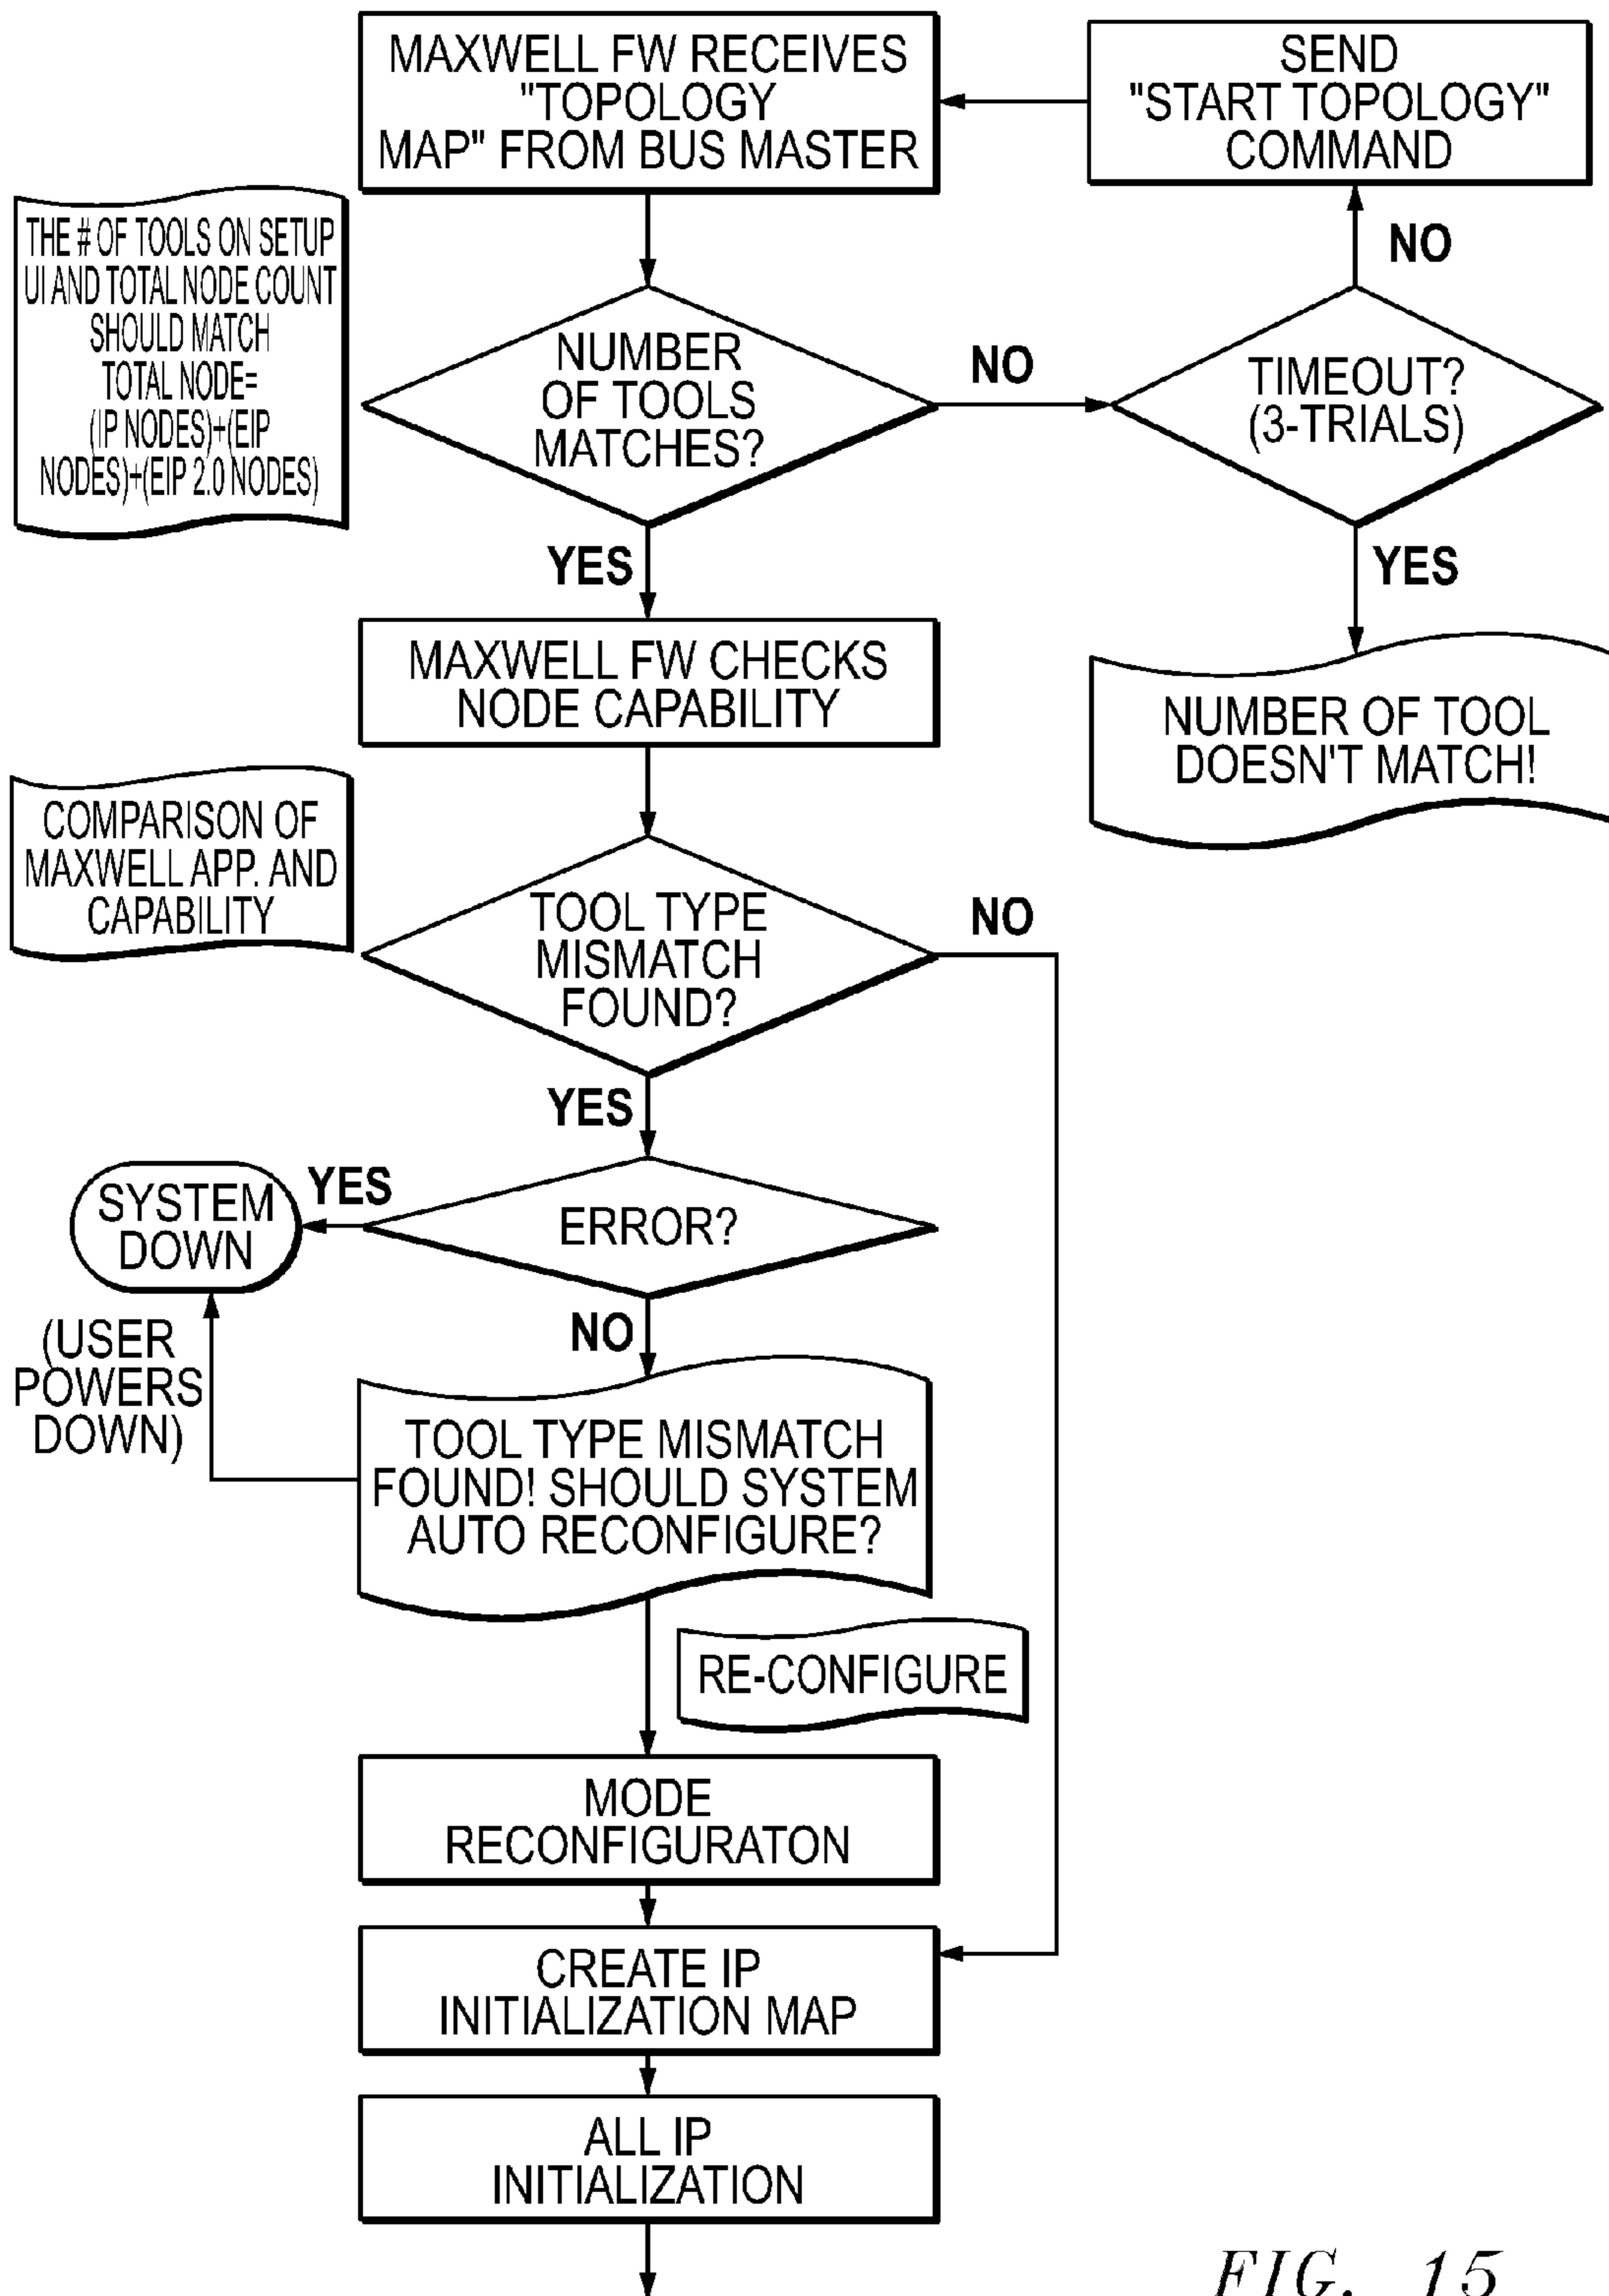 MAXWELL FW RECEIVES
"TOPOLOGY
MAP" FROM BUS MASTER
SEND
"START TOPOLOGY"
COMMAND
THE # OF TOOLS ON SETUP
UI AND TOTAL NODE COUNT
SHOULD MATCH
TOTAL NODE=
(IP NODES)+(EIP
NODES)+(EIP 2.0 NODES)
NO
NUMBER
OF TOOLS
MATCHES?
NO
TIMEOUT?
(3-TRIALS)
YES
YES
MAXWELL FW CHECKS
NODE CAPABILITY
NUMBER OF TOOL
DOESN'T MATCH!
COMPARISON OF
MAXWELL APP. AND
CAPABILITY
TOOL TYPE
MISMATCH
FOUND?
NO
YES
SYSTEM
DOWN
YES
ERROR?
NO
(USER
POWERS
DOWN)
TOOL TYPE MISMATCH
FOUND! SHOULD SYSTEM
AUTO RECONFIGURE?
RE-CONFIGURE
MODE
RECONFIGURATON
CREATE IP
INITIALIZATION MAP
ALL IP
INITIALIZATION
FIG. 15